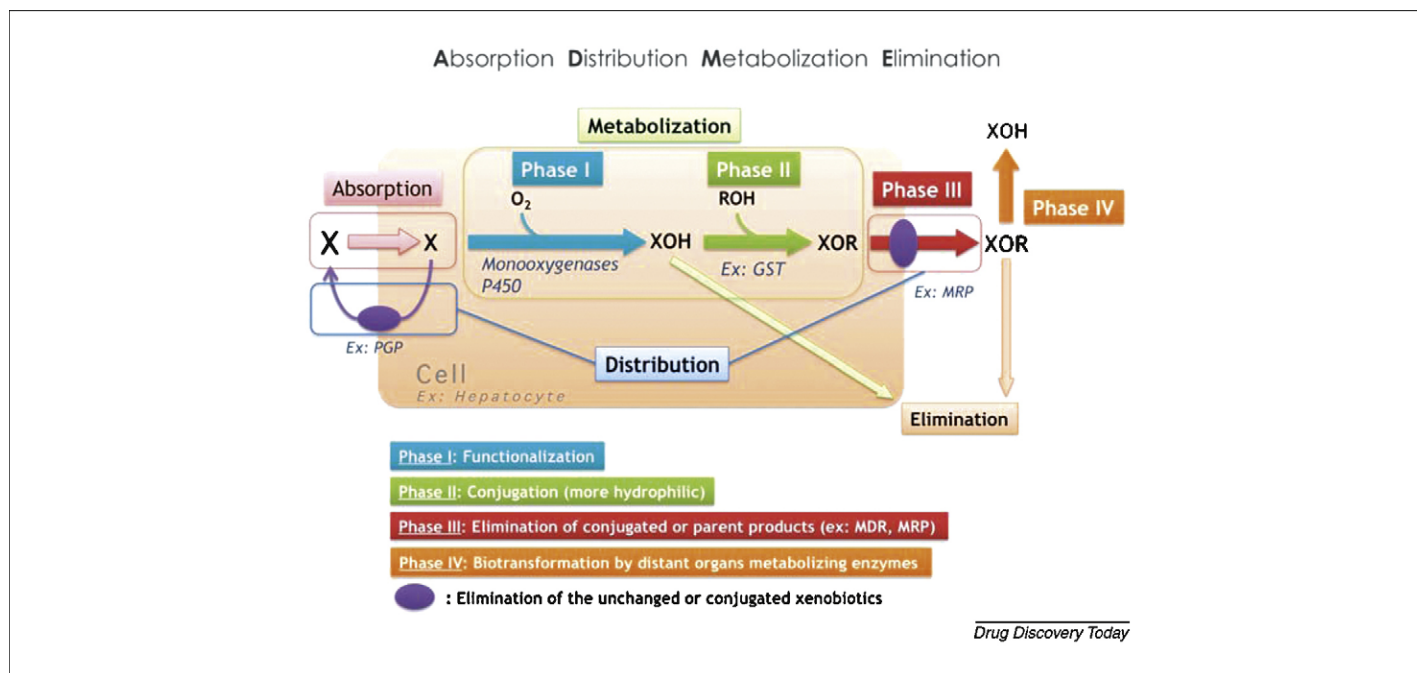 Absorption Distribution Metabolization Elimination
Metabolization
XOH
Phase I
Phase II
Phase III
Phase IV
Absorption
O₂
ROH
X
X
XOH
XOR
XOR
Monooxygenases
P450
Ex: GST
Ex: MRP
Ex: PGP
Distribution
Cell
Ex: Hepatocyte
Elimination
Phase I: Functionalization
Phase II: Conjugation (more hydrophilic)
Phase III: Elimination of conjugated or parent products (ex: MDR, MRP)
Phase IV: Biotransformation by distant organs metabolizing enzymes
: Elimination of the unchanged or conjugated xenobiotics
Drug Discovery Today